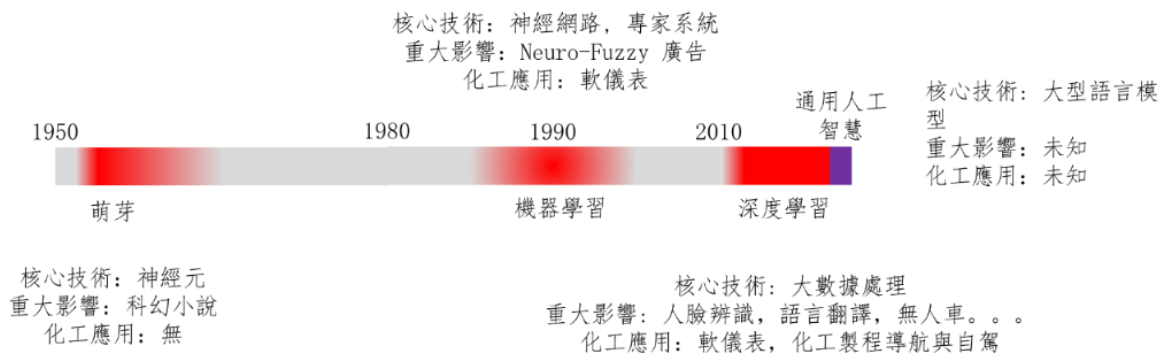 核心技術：神經網路，專家系統
重大影響：Neuro-Fuzzy 廣告
化工應用：軟儀表
1950
1980
1990
2010
通用人工
智慧
核心技術：大型語言模
型
重大影響：未知
化工應用：未知
萌芽
機器學習
深度學習
核心技術：神經元
重大影響：科幻小說
化工應用：無
核心技術：大數據處理
重大影響：人臉辨識，語言翻譯，無人車。。。
化工應用：軟儀表，化工製程導航與自駕